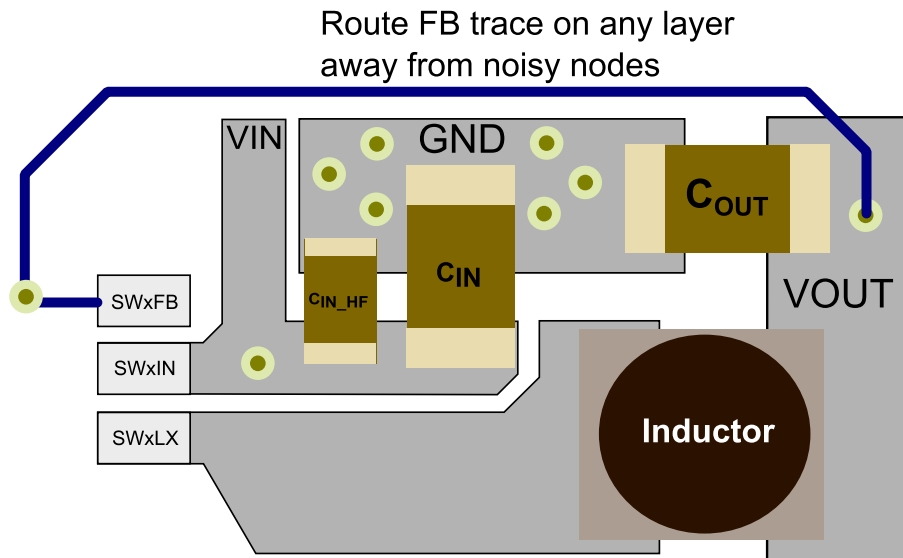 Route FB trace on any layer
away from noisy nodes
VIN
GND
COUT
CIN
CIN_HF
VOUT
SWxFB
SWxIN
SWxLX
Inductor